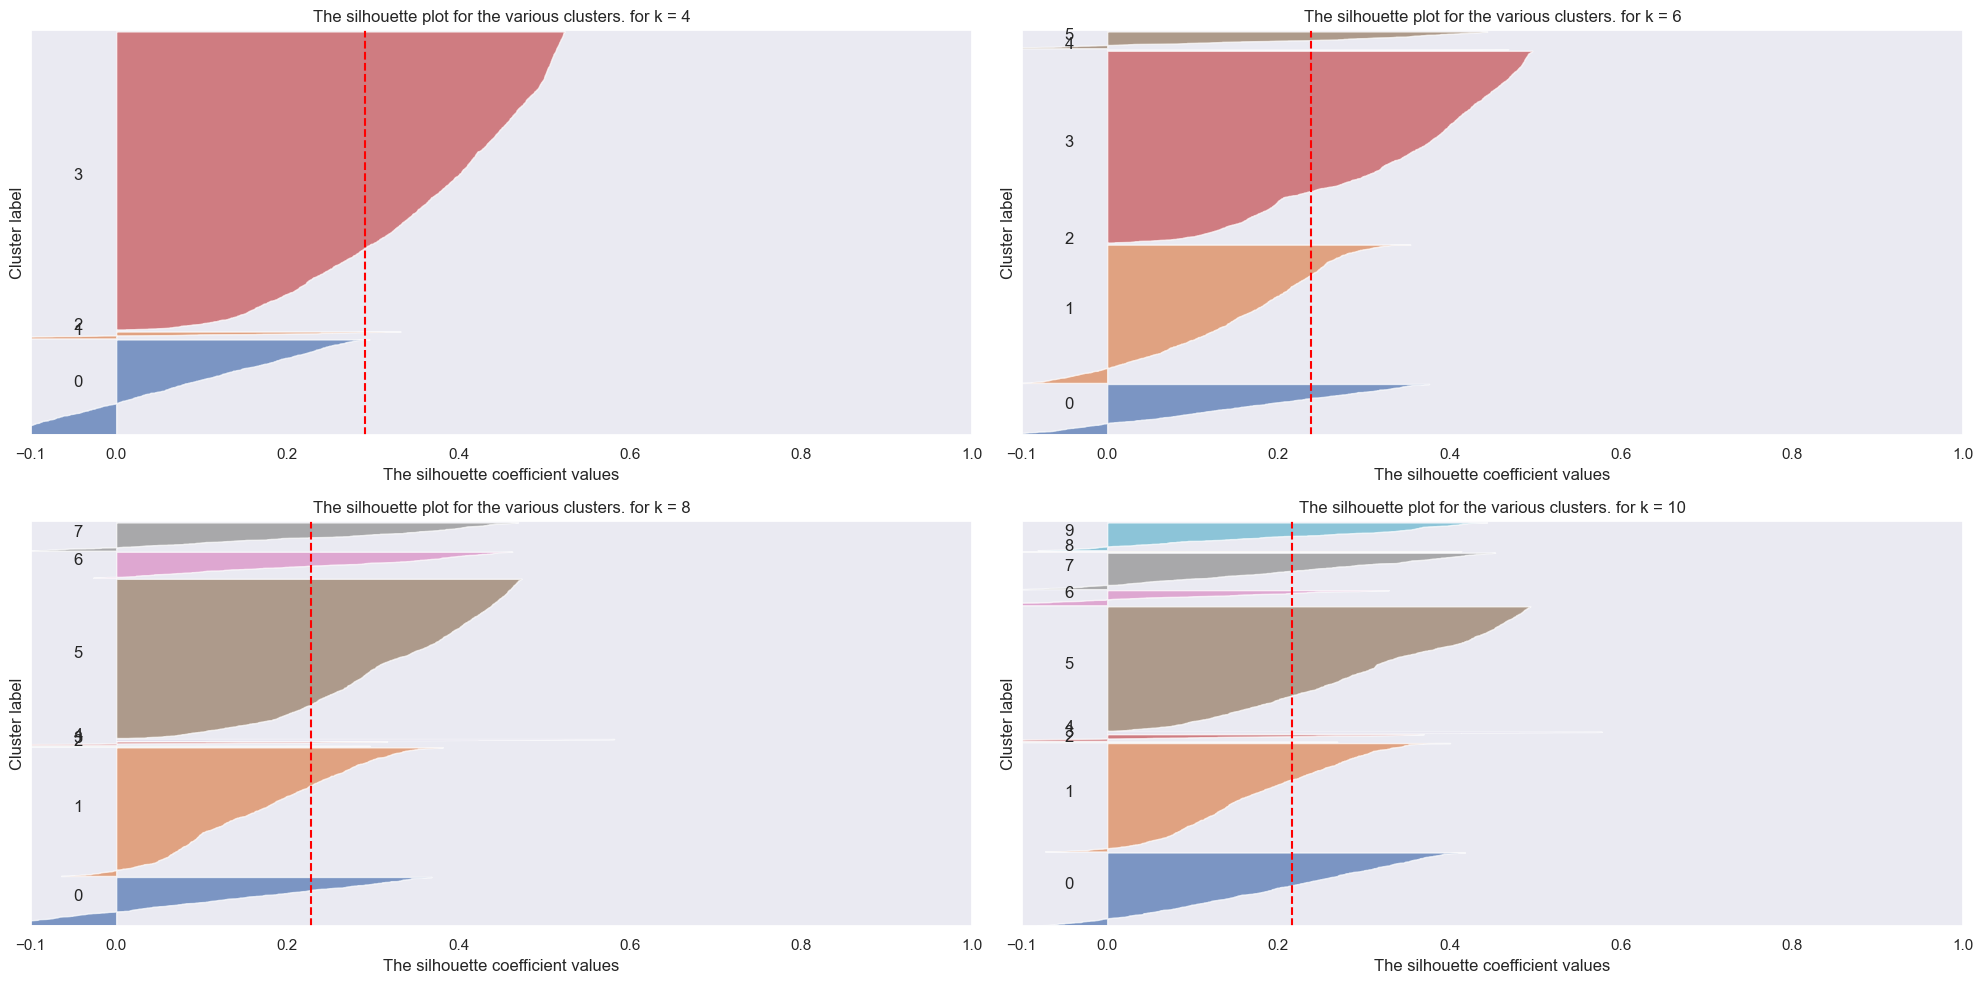 The silhouette plot for the various clusters. for k = 4
Cluster label
3
2
1
0
−0.1 0.0 0.2 0.4 0.6 0.8 1.0
The silhouette coefficient values
The silhouette plot for the various clusters. for k = 6
Cluster label
5
4
3
2
1
0
−0.1 0.0 0.2 0.4 0.6 0.8 1.0
The silhouette coefficient values
The silhouette plot for the various clusters. for k = 8
Cluster label
7
6
5
4
3
2
1
0
−0.1 0.0 0.2 0.4 0.6 0.8 1.0
The silhouette coefficient values
The silhouette plot for the various clusters. for k = 10
Cluster label
9
8
7
6
5
4
3
2
1
0
−0.1 0.0 0.2 0.4 0.6 0.8 1.0
The silhouette coefficient values